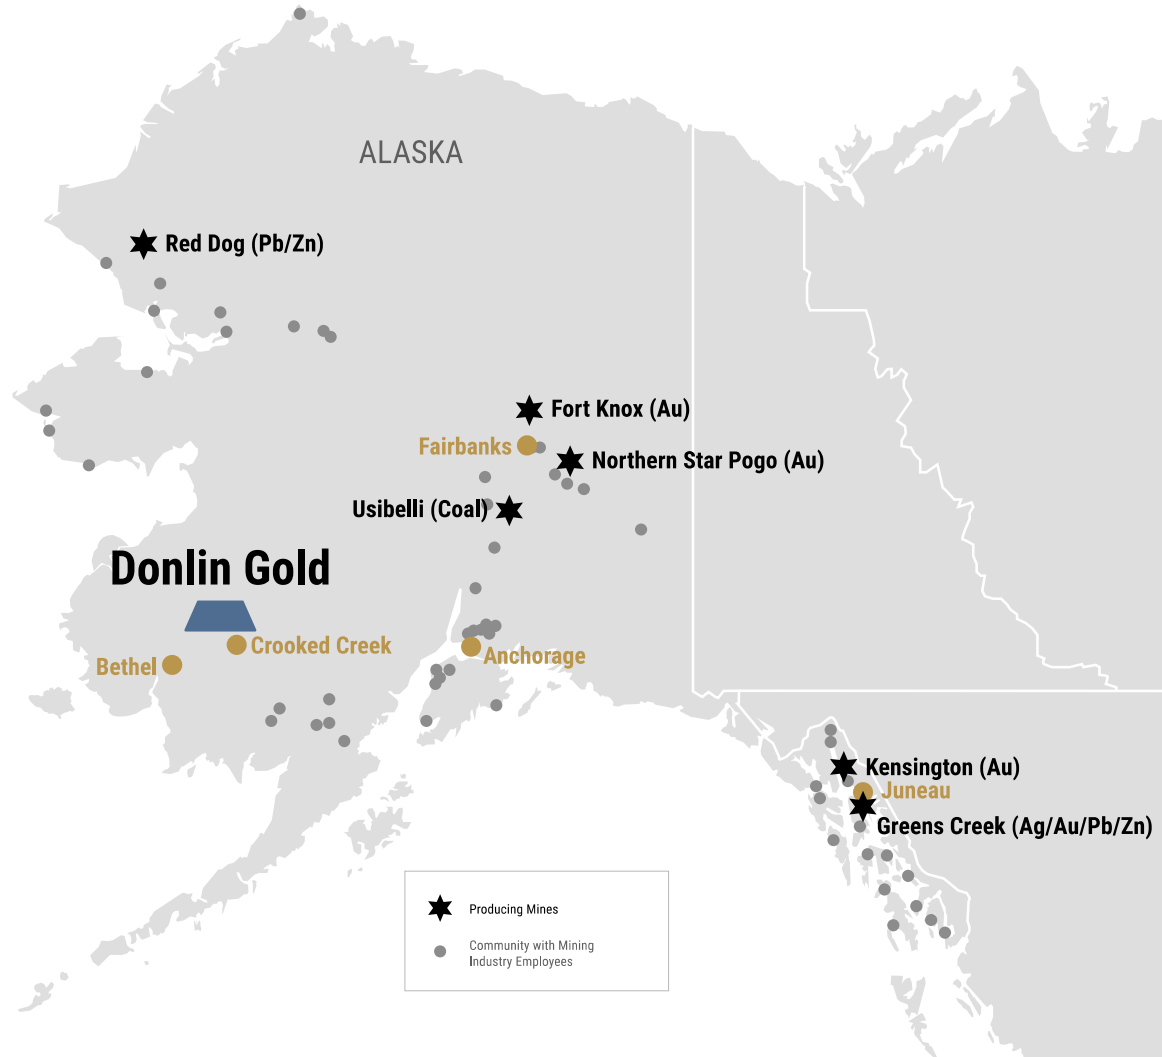 ALASKA
Red Dog (Pb/Zn)
Fort Knox (Au)
Fairbanks
Northern Star Pogo (Au)
Usibelli (Coal)
Donlin Gold
Crooked Creek
Bethel
Anchorage
Kensington (Au)
Juneau
Greens Creek (Ag/Au/Pb/Zn)
Producing Mines
Community with Mining
Industry Employees